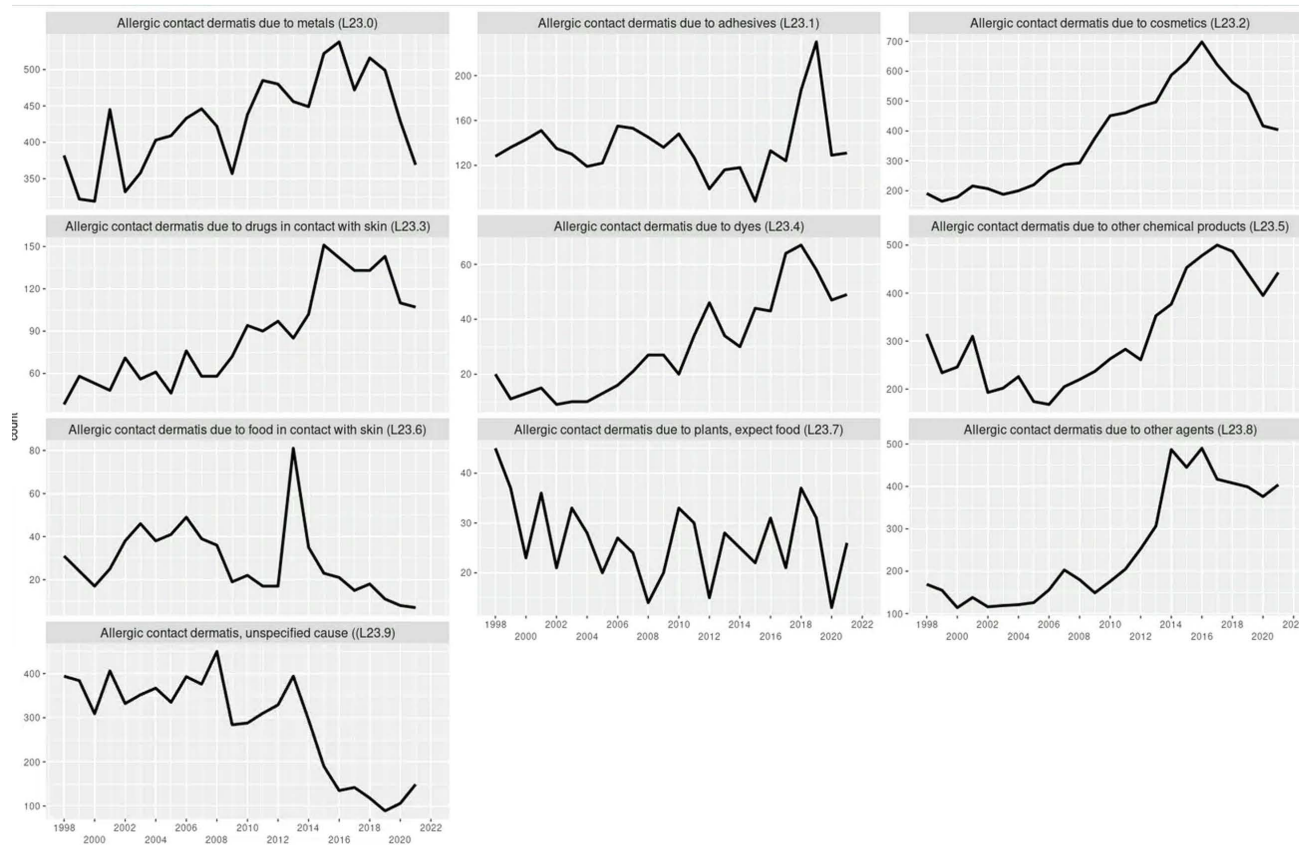 Allergic contact dermatis due to metals (L23.0)
500
450
400
350
Allergic contact dermatis due to adhesives (L23.1)
200
160
120
Allergic contact dermatis due to cosmetics (L23.2)
700
600
500
400
300
200
Allergic contact dermatis due to drugs in contact with skin (L23.3)
150
120
90
60
Allergic contact dermatis due to dyes (L23.4)
60
40
20
Allergic contact dermatis due to other chemical products (L23.5)
500
400
300
200
count
Allergic contact dermatis due to food in contact with skin (L23.6)
80
60
40
20
Allergic contact dermatis due to plants, expect food (L23.7)
40
30
20
1998 2002 2006 2010 2014 2018 2022
2000 2004 2008 2012 2016 2020
Allergic contact dermatis due to other agents (L23.8)
500
400
300
200
100
1998 2002 2006 2010 2014 2018
2000 2004 2008 2012 2016 2020
Allergic contact dermatis, unspecified cause ((L23.9)
400
300
200
100
1998 2002 2006 2010 2014 2018 2022
2000 2004 2008 2012 2016 2020